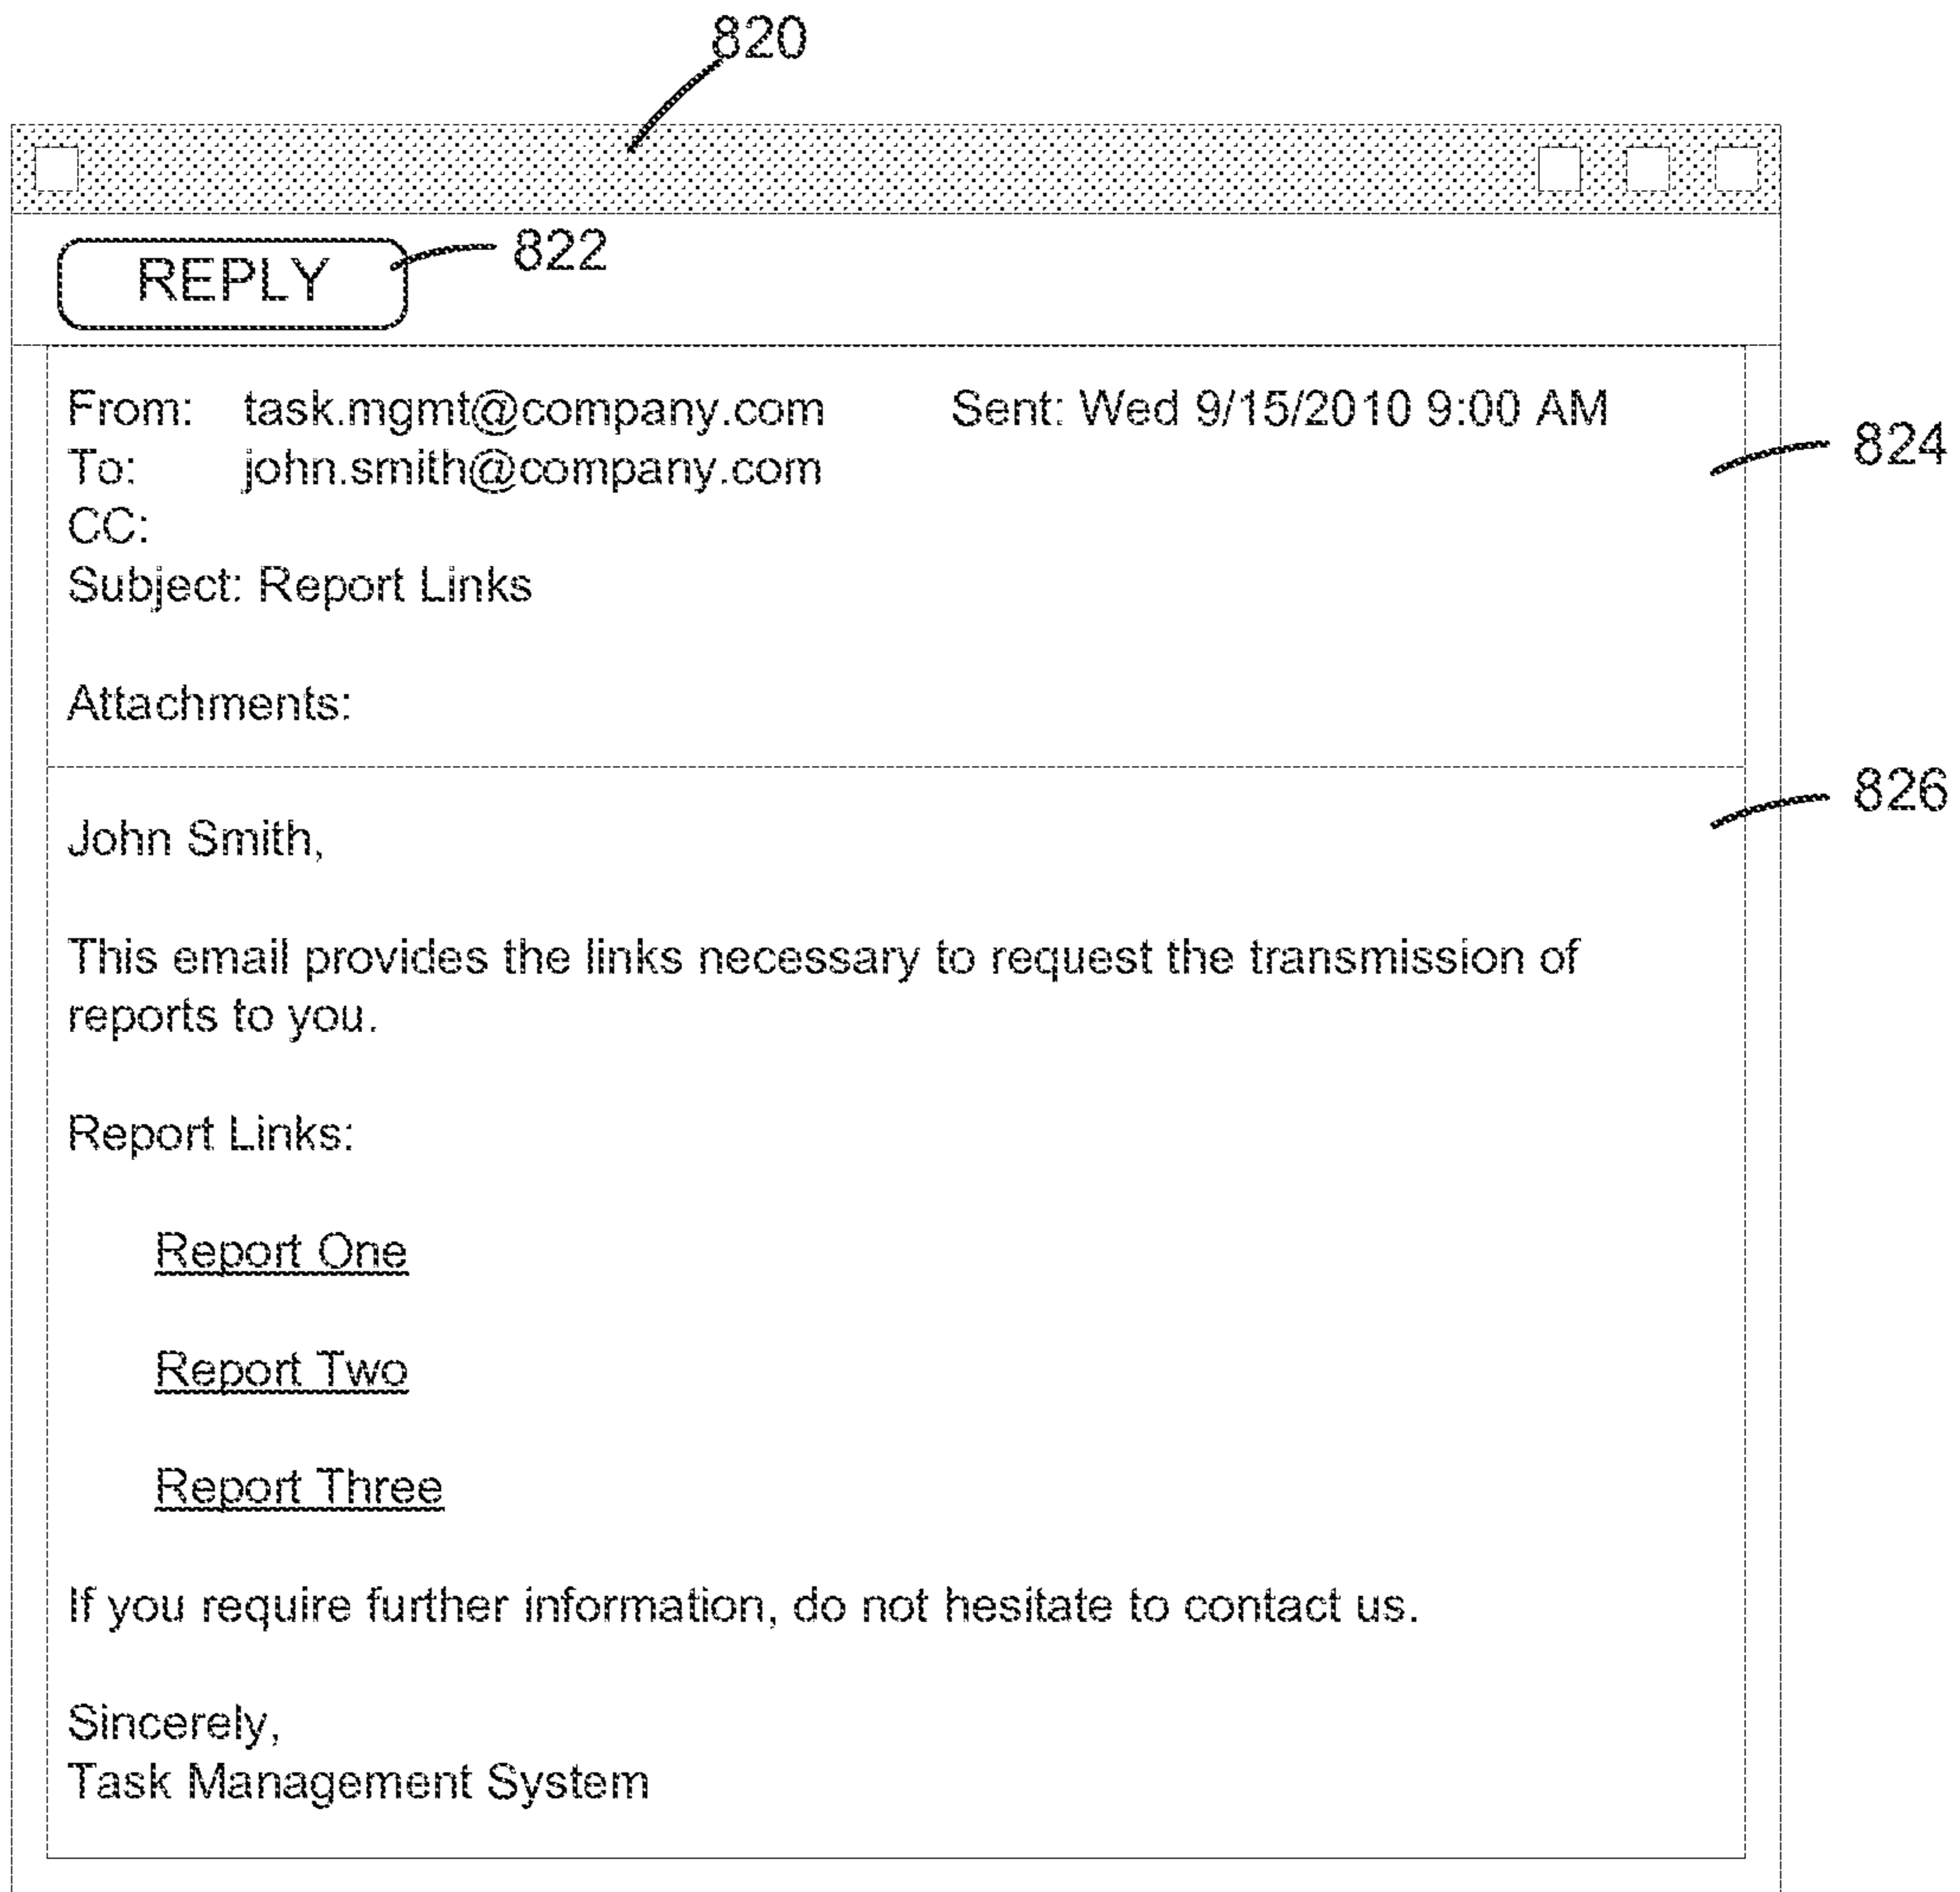 820
REPLY 822
From: task.mgmt@company.com Sent: Wed 9/15/2010 9:00 AM
824
To: john.smith@company.com
CC:
Subject: Report Links
Attachments:
826
John Smith,
This email provides the links necessary to request the transmission of
reports to you.
Report Links:
Report One
Report Two
Report Three
If you require further information, do not hesitate to contact us.
Sincerely,
Task Management System